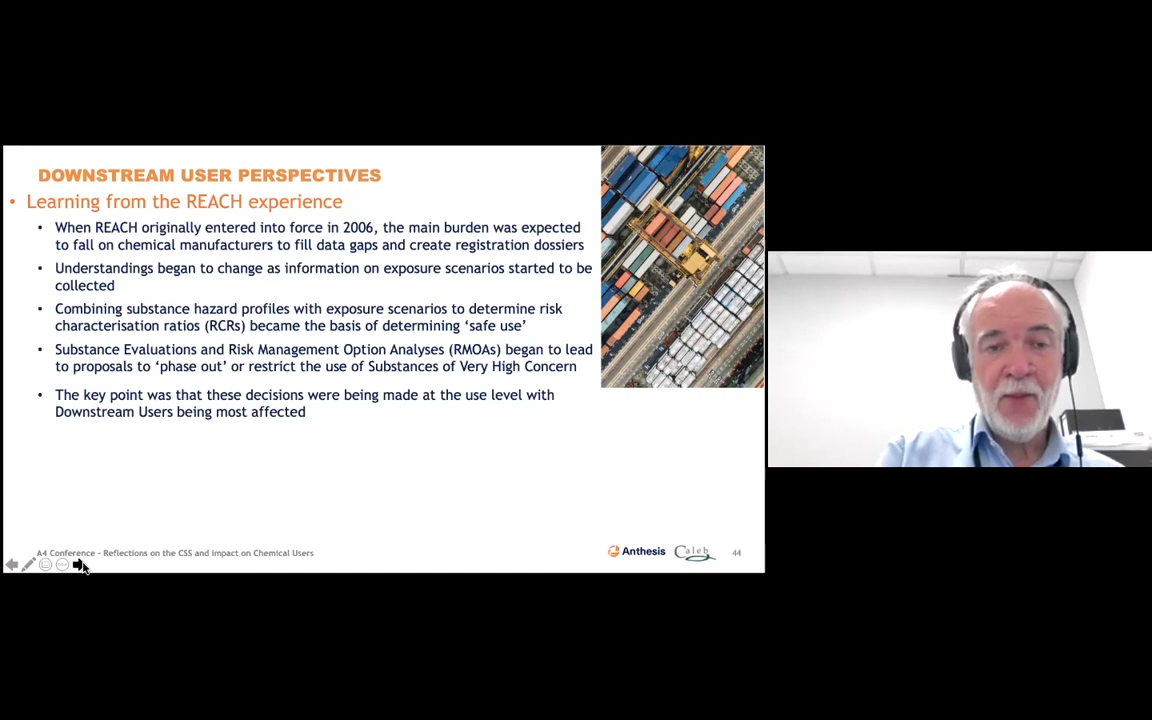 DOWNSTREAM USER PERSPECTIVES
• Learning from the REACH experience
• When REACH originally entered into force in 2006, the main burden was expected
to fall on chemical manufacturers to fill data gaps and create registration dossiers
• Understandings began to change as information on exposure scenarios started to be
collected
• Combining substance hazard profiles with exposure scenarios to determine risk
characterisation ratios (RCRs) became the basis of determining ‘safe use’
• Substance Evaluations and Risk Management Option Analyses (RMOAs) began to lead
to proposals to ‘phase out’ or restrict the use of Substances of Very High Concern
• The key point was that these decisions were being made at the use level with
Downstream Users being most affected
A4 Conference - Reflections on the CSS and impact on Chemical Users
Anthesis Caleb 44